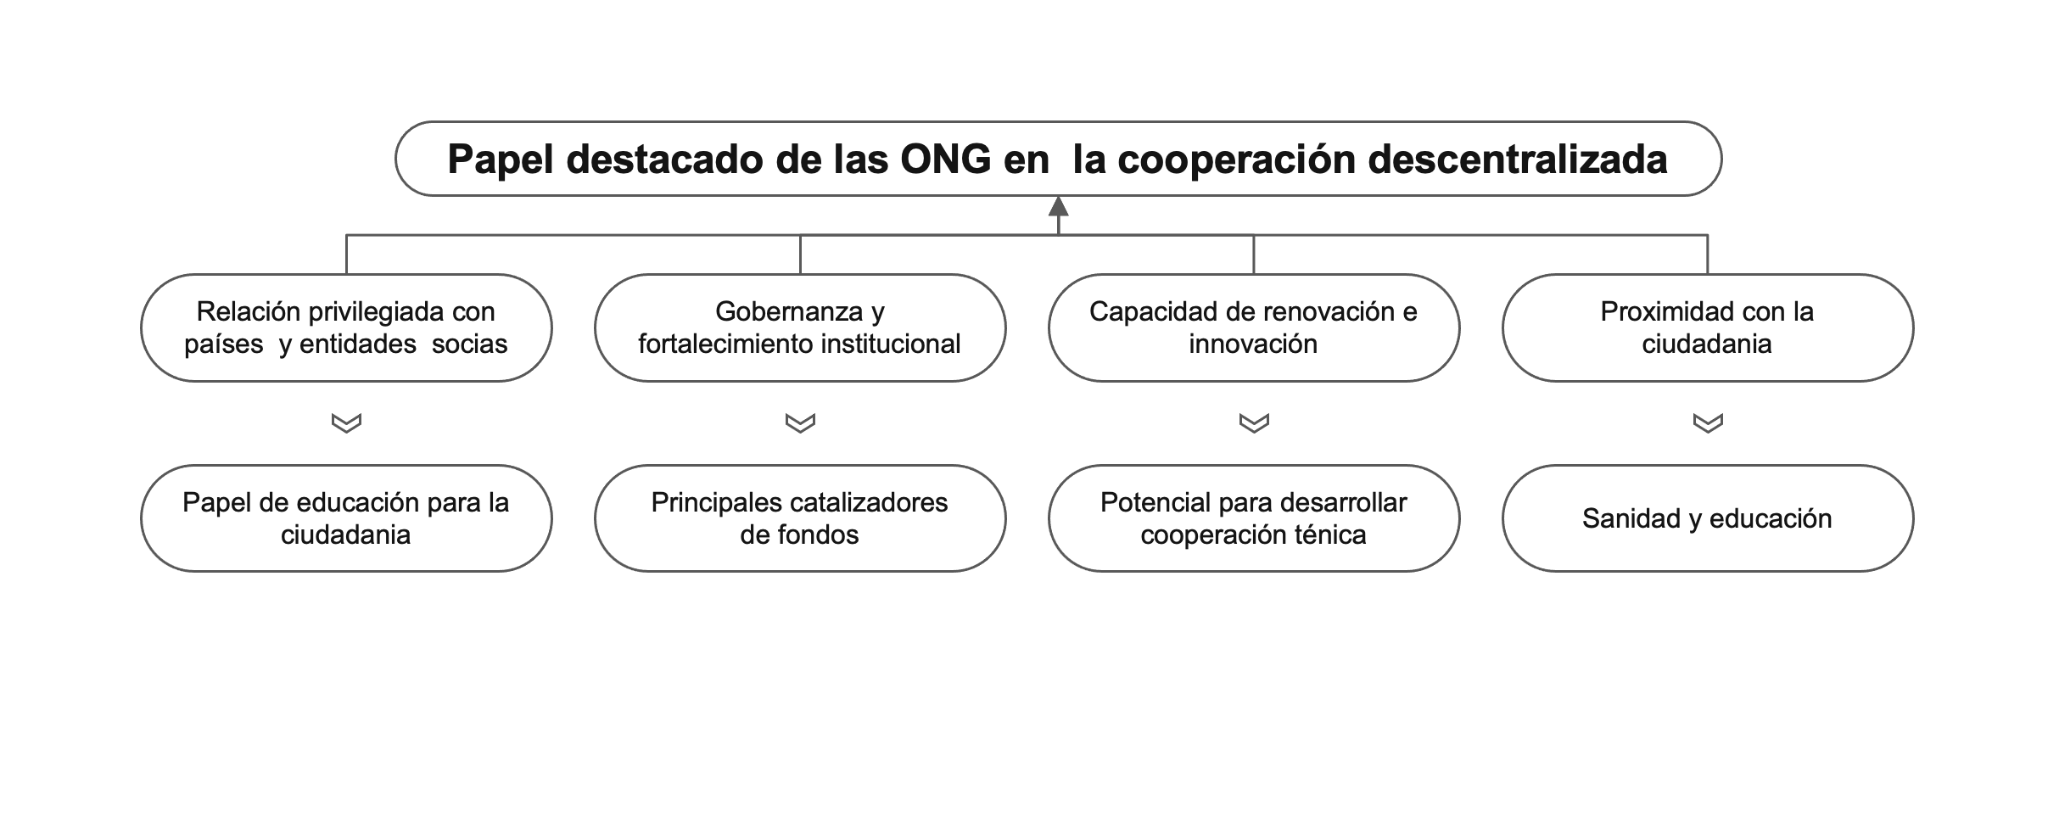 Papel destacado de las ONG en  la cooperación descentralizada
Relación privilegiada con
países  y entidades  socias
Gobernanza y
fortalecimiento institucional
Capacidad de renovación e
innovación
Proximidad con la
ciudadania
Papel de educación para la
ciudadania
Principales catalizadores
de fondos
Potencial para desarrollar
cooperación ténica
Sanidad y educación